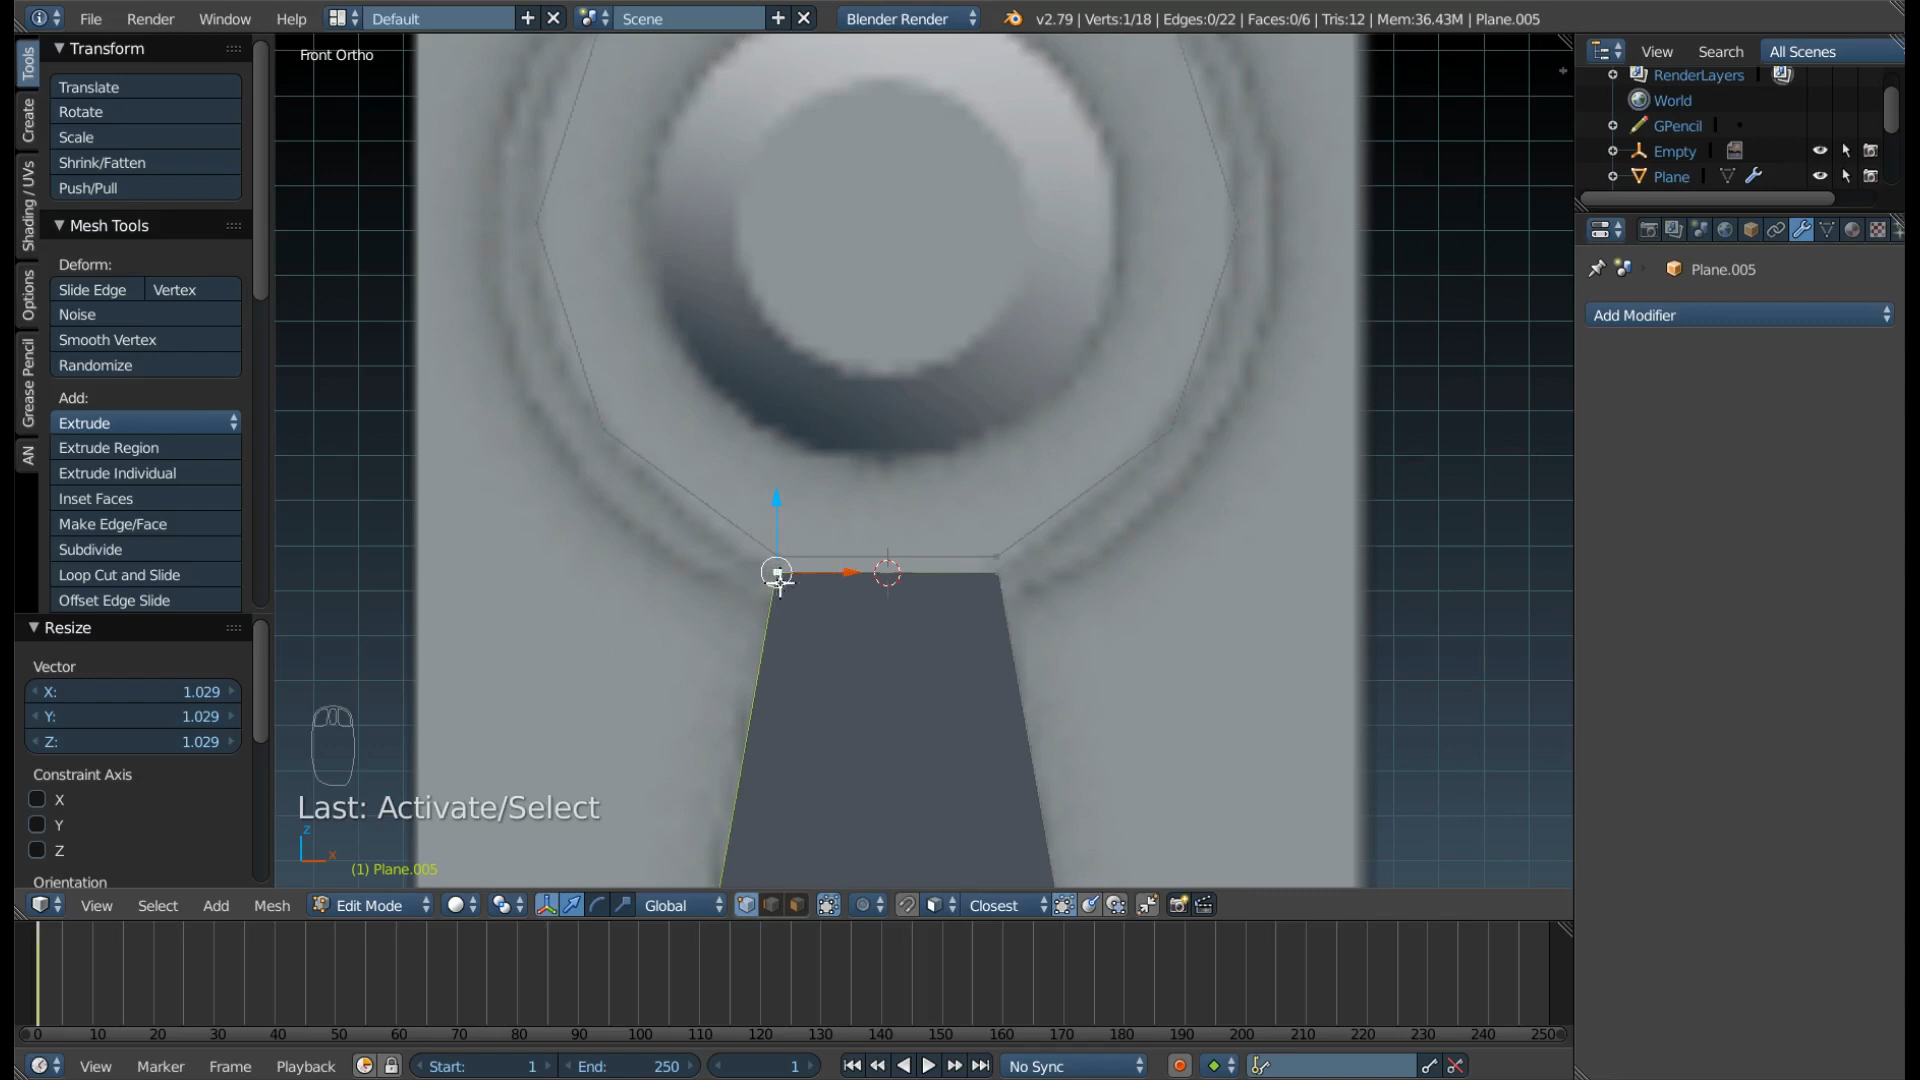 File Render Window Help Default Scene Blender Render v2.79 | Verts:1/18 | Edges:0/22 | Faces:0/6 | Tris:12 | Mem:36.43M | Plane.005
Tools
Create
Shading / UVs
Options
Grease Pencil
AN
Transform
Translate
Rotate
Scale
Shrink/Fatten
Push/Pull
Mesh Tools
Deform:
Slide Edge Vertex
Noise
Smooth Vertex
Randomize
Add:
Extrude
Extrude Region
Extrude Individual
Inset Faces
Make Edge/Face
Subdivide
Loop Cut and Slide
Offset Edge Slide
Resize
Vector
X: 1.029
Y: 1.029
Z: 1.029
Constraint Axis
X
Y
Z
Orientation
Front Ortho
Last: Activate/Select
z
x
(1) Plane.005
View Search All Scenes
RenderLayers
World
GPencil
Empty
Plane
Plane.005
Add Modifier
View Select Add Mesh Edit Mode Global Closest
0 10 20 30 40 50 60 70 80 90 100 110 120 130 140 150 160 170 180 190 200 210 220 230 240 250
View Marker Frame Playback Start: 1 End: 250 1 No Sync